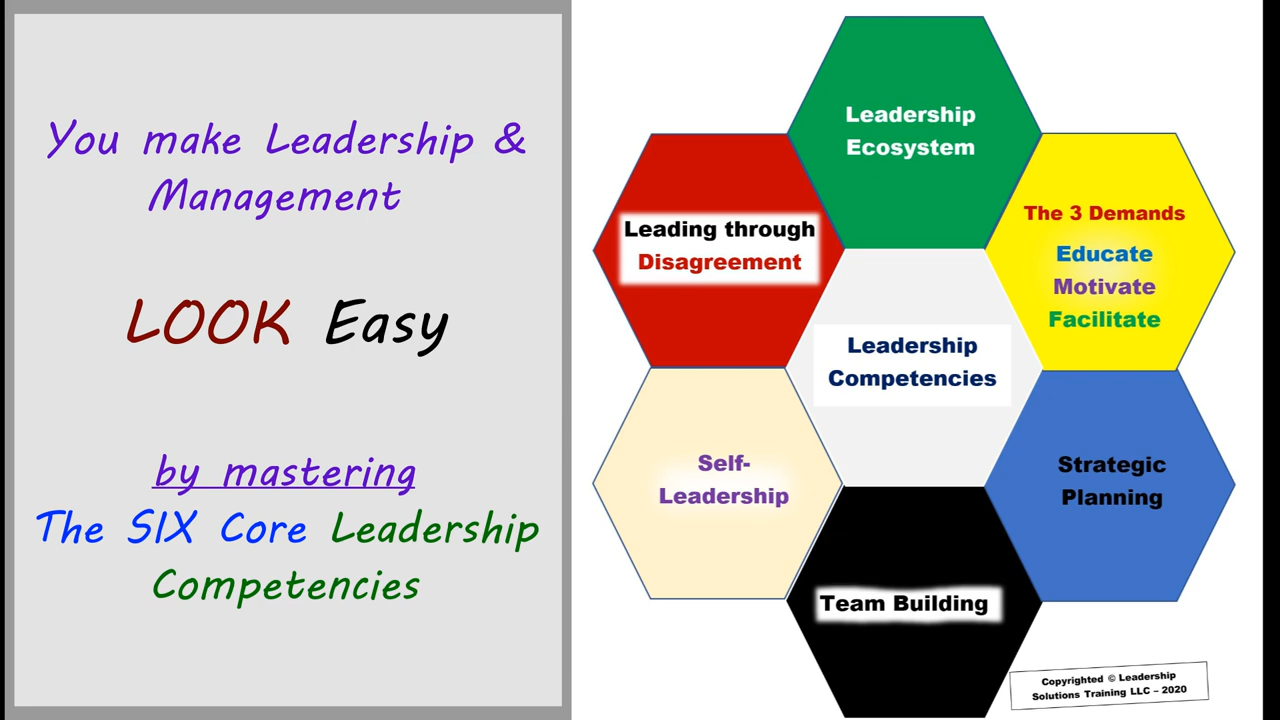 You make Leadership &
Management
LOOK Easy
by mastering
The SIX Core Leadership
Competencies
Leadership
Ecosystem
The 3 Demands
Educate
Motivate
Facilitate
Leading through
Disagreement
Leadership
Competencies
Self-
Leadership
Strategic
Planning
Team Building
Copyrighted © Leadership
Solutions Training LLC – 2020